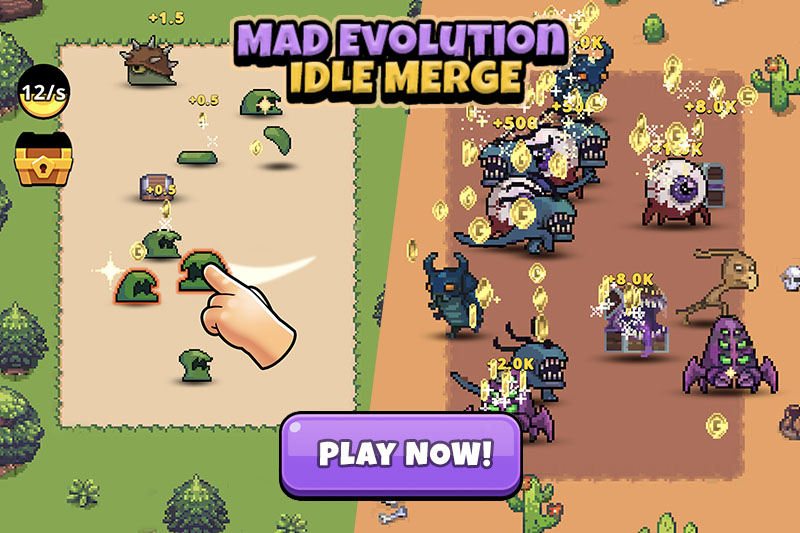 +1.5
MAD EVOLUTION
IDLE MERGE
12/s
+0.5
+0.5
+500
+8.0K
+8.0K
+2.0K
PLAY NOW!